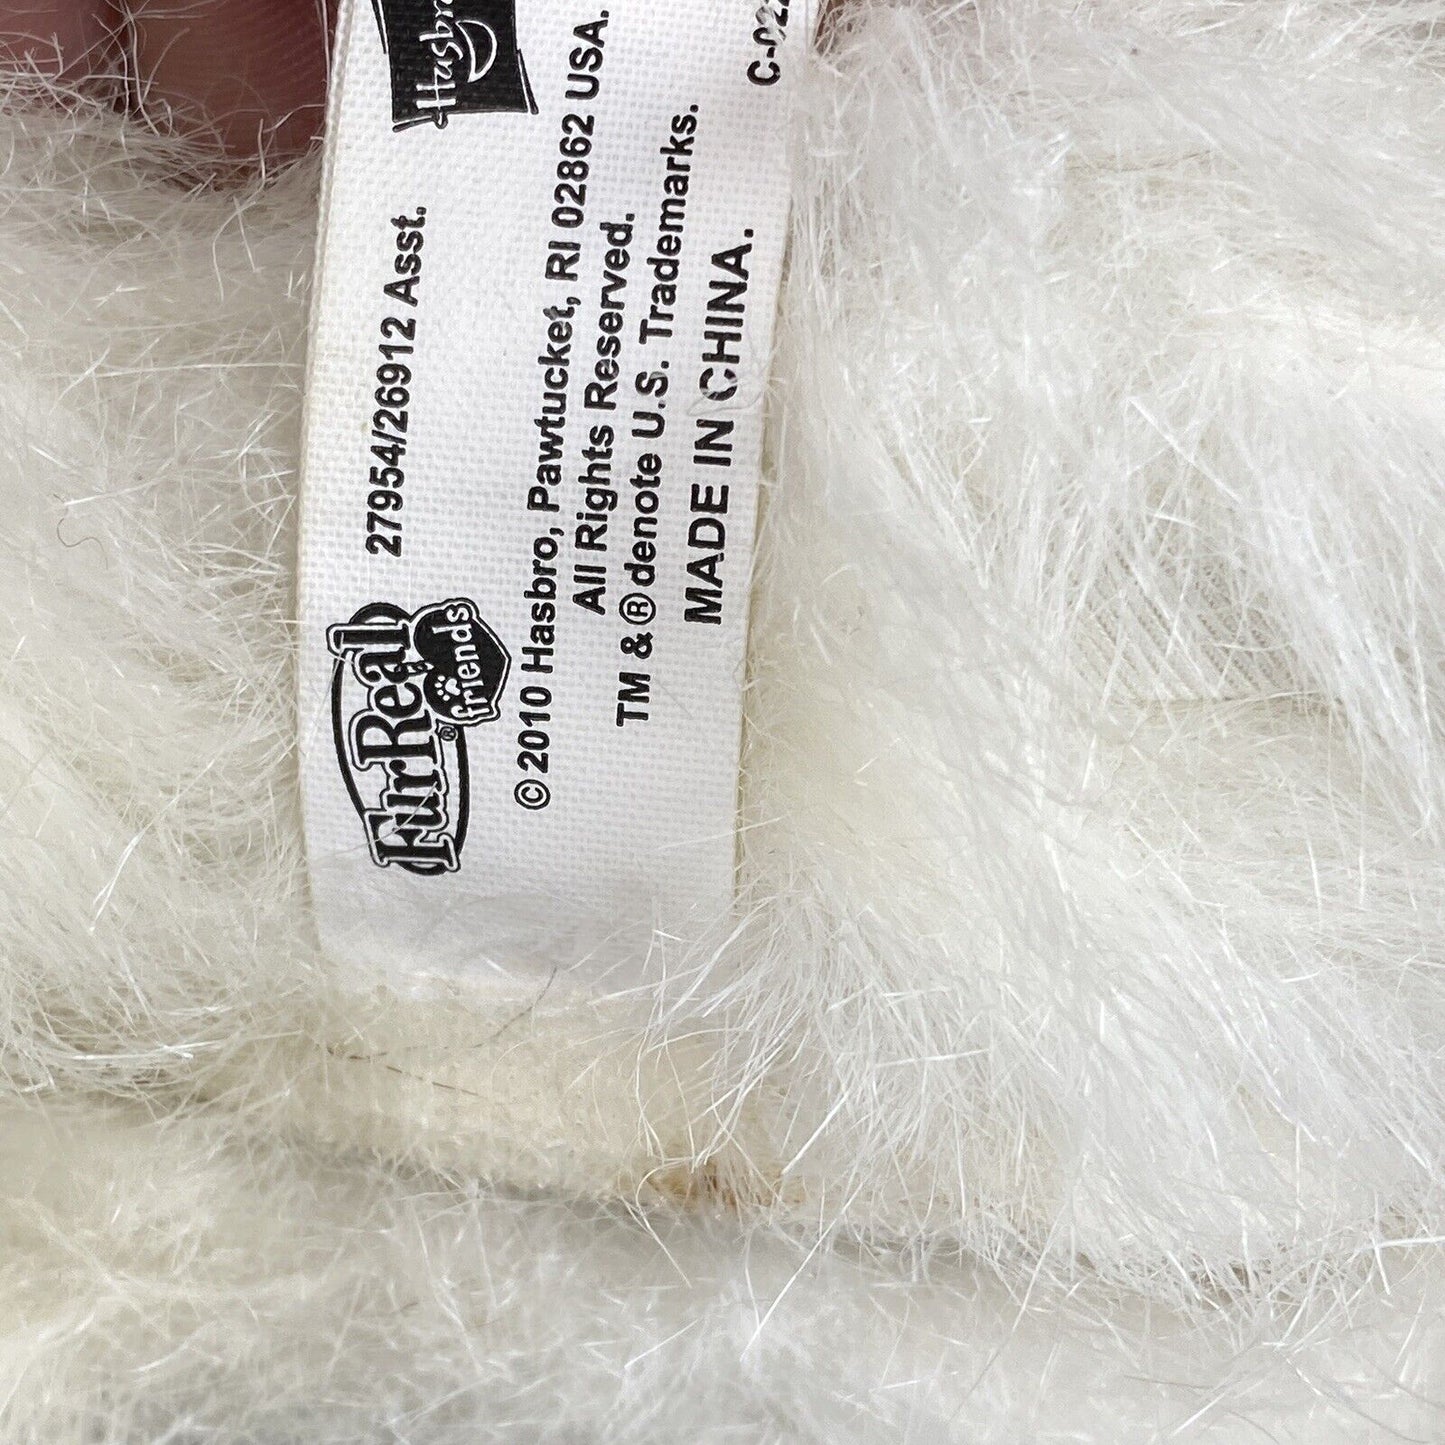 FurReal®
friends
27954/26912 Asst.
Hasbro
©2010 Hasbro, Pawtucket, RI 02862 USA.
All Rights Reserved.
TM & ® denote U.S. Trademarks.
MADE IN CHINA.